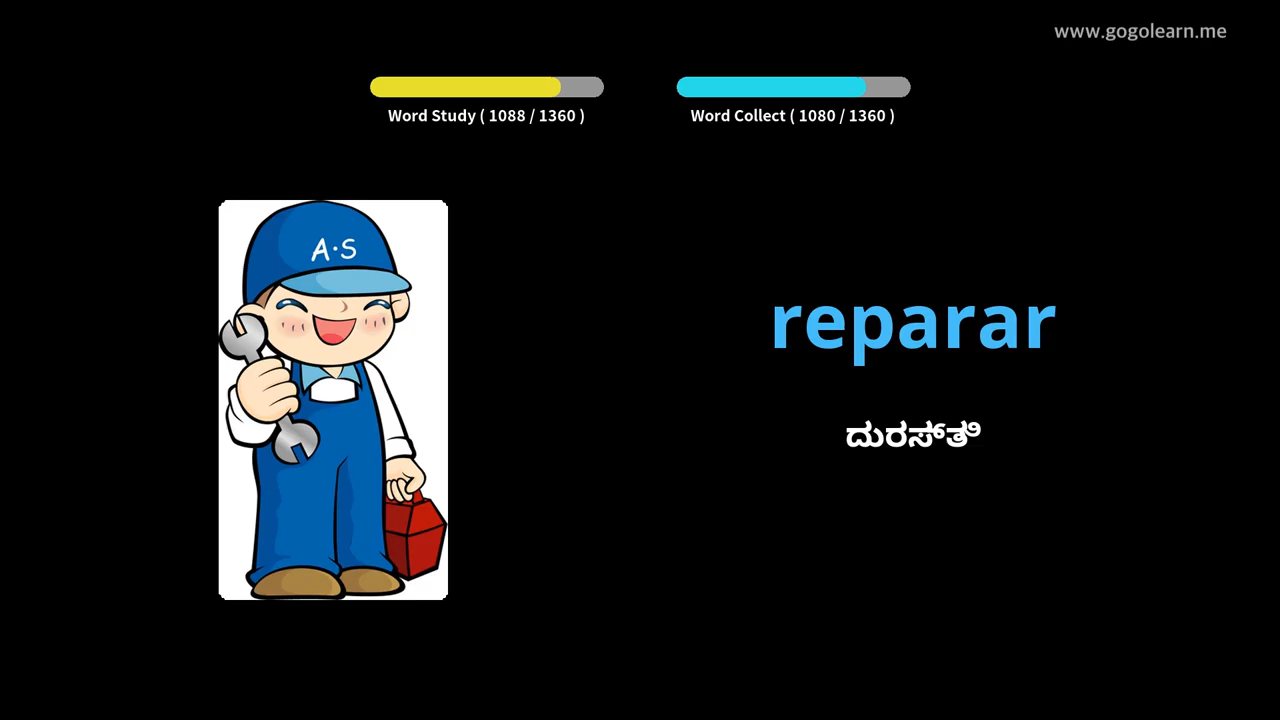 www.gogolearn.me
Word Study ( 1088 / 1360 )
Word Collect ( 1080 / 1360 )
A·S
reparar
ದುರಸ್ತಿ